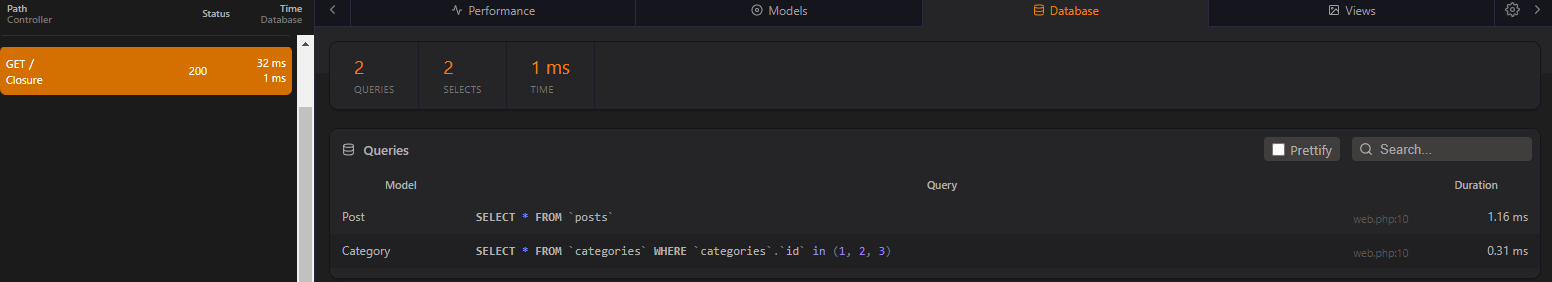 Path Status Time
Controller Database
GET / 200 32 ms
Closure 1 ms
Performance Models Database Views
2 2 1 ms
QUERIES SELECTS TIME
Queries Prettify Search...
Model Query Duration
Post SELECT * FROM `posts` web.php:10 1.16 ms
Category SELECT * FROM `categories` WHERE `categories`.`id` in (1, 2, 3) web.php:10 0.31 ms